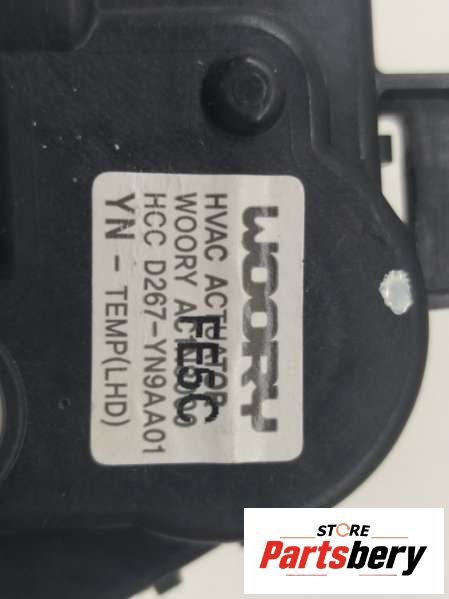 WOORY
HVAC ACTUATOR
WOORY
FE5C
HCC D267-YN9AA01
YN - TEMP(LHD)
STORE
Partsbery